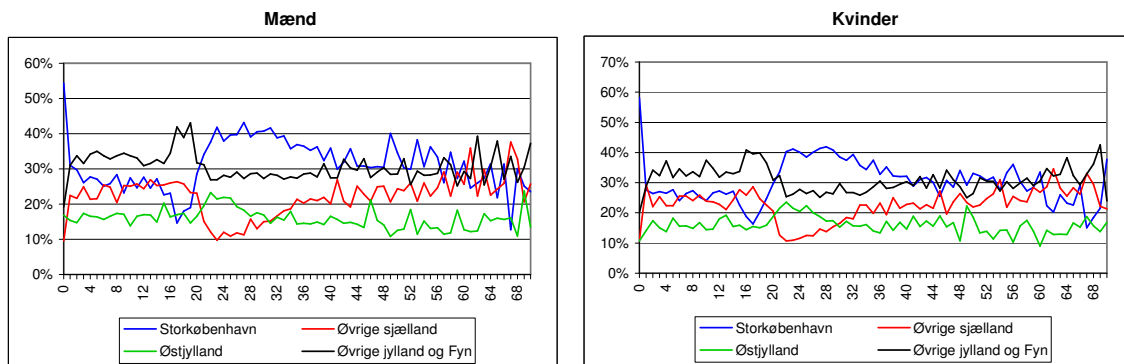 Mænd
60%
50%
40%
30%
20%
10%
0%
0 4 8 12 16 20 24 28 32 36 40 44 48 52 56 60 64 68
Storkøbenhavn Øvrige sjælland
Østjylland Øvrige jylland og Fyn
Kvinder
70%
60%
50%
40%
30%
20%
10%
0%
0 4 8 12 16 20 24 28 32 36 40 44 48 52 56 60 64 68
Storkøbenhavn Øvrige sjælland
Østjylland Øvrige jylland og Fyn